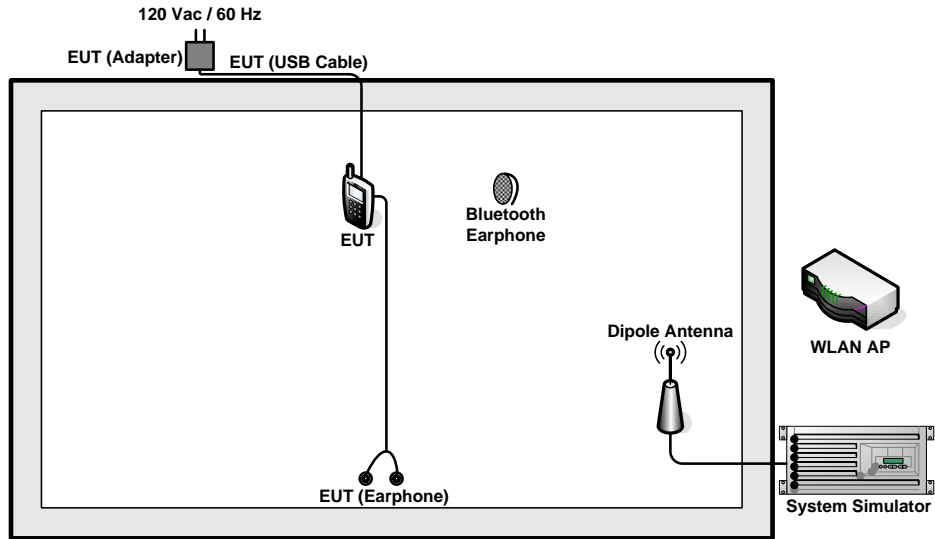 120 Vac / 60 Hz
EUT (Adapter)
EUT (USB Cable)
EUT
Bluetooth
Earphone
Dipole Antenna
WLAN AP
EUT (Earphone)
System Simulator